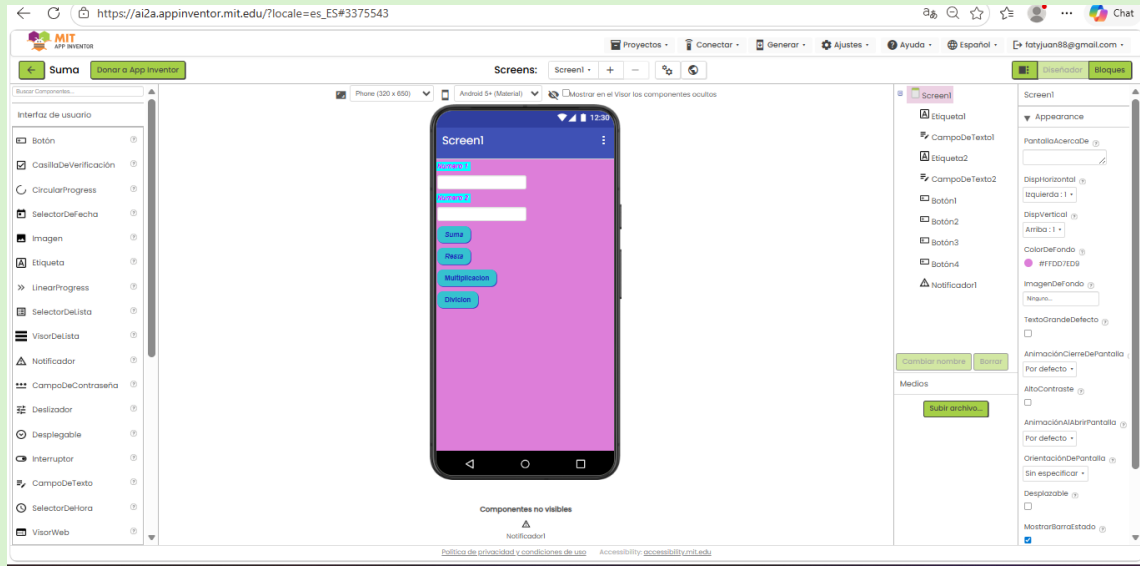 https://ai2a.appinventor.mit.edu/?locale=es_ES#3375543
Chat
MIT
APP INVENTOR
Proyectos
Conectar
Generar
Ajustes
Ayuda
Español
fatyjuan88@gmail.com
Suma
Donar a App Inventor
Screens:
Screen1
Diseñador
Bloques
Buscar Componentes...
Interfaz de usuario
Botón
CasillaDeVerificación
CircularProgress
SelectorDeFecha
Imagen
Etiqueta
LinearProgress
SelectorDeLista
VisorDeLista
Notificador
CampoDeContraseña
Deslizador
Desplegable
Interruptor
CampoDeTexto
SelectorDeHora
VisorWeb
Phone (320 x 650)
Android 5+ (Material)
Mostrar en el Visor los componentes ocultos
12:30
Screen1
Numero 1
Numero 2
Suma
Resta
Multiplicacion
Divicion
Componentes no visibles
Notificador1
Screen1
Etiqueta1
CampoDeTexto1
Etiqueta2
CampoDeTexto2
Botón1
Botón2
Botón3
Botón4
Notificador1
Cambiar nombre
Borrar
Medios
Subir archivo...
Screen1
Appearance
PantallaAcercaDe
DispHorizontal
Izquierda : 1
DispVertical
Arriba : 1
ColorDeFondo
#FFDD7ED9
ImagenDeFondo
Ninguno...
TextoGrandeDefecto
AnimaciónCierreDePantalla
Por defecto
AltoContraste
AnimaciónAlAbrirPantalla
Por defecto
OrientaciónDePantalla
Sin especificar
Desplazable
MostrarBarraEstado
Política de privacidad y condiciones de uso
Accessibility: accessibility.mit.edu